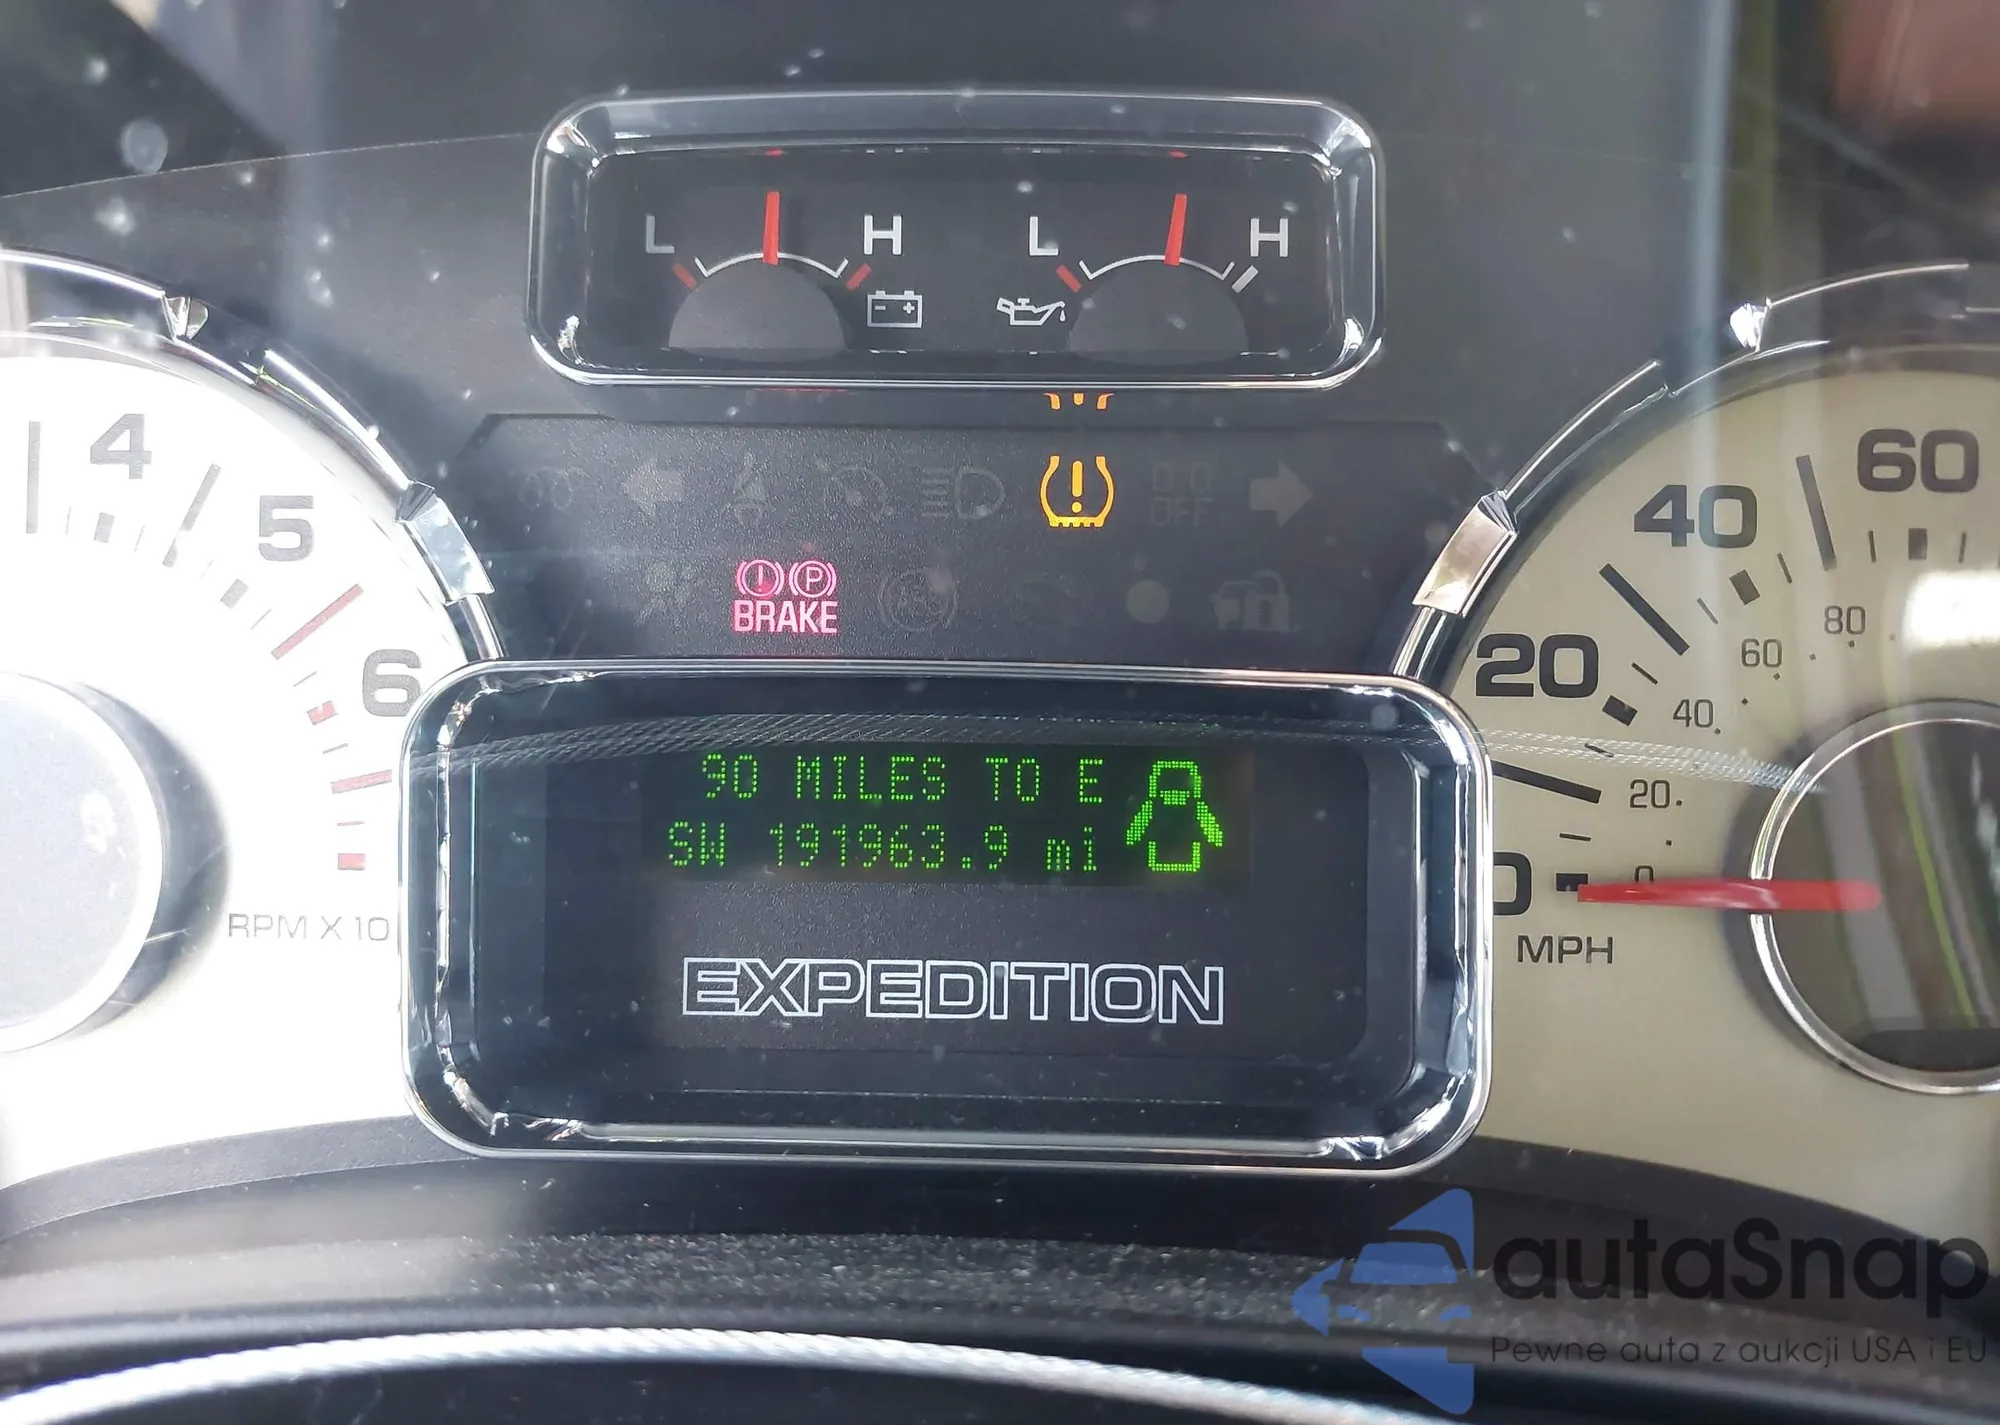 L H L H
4
5
6
RPM X 10
OFF
BRAKE
90 MILES TO E
SW 191963.9 mi
EXPEDITION
60
40
20
0
80
60
40
20
0
MPH
autaSnap
Pewne auta z aukcji USA i EU